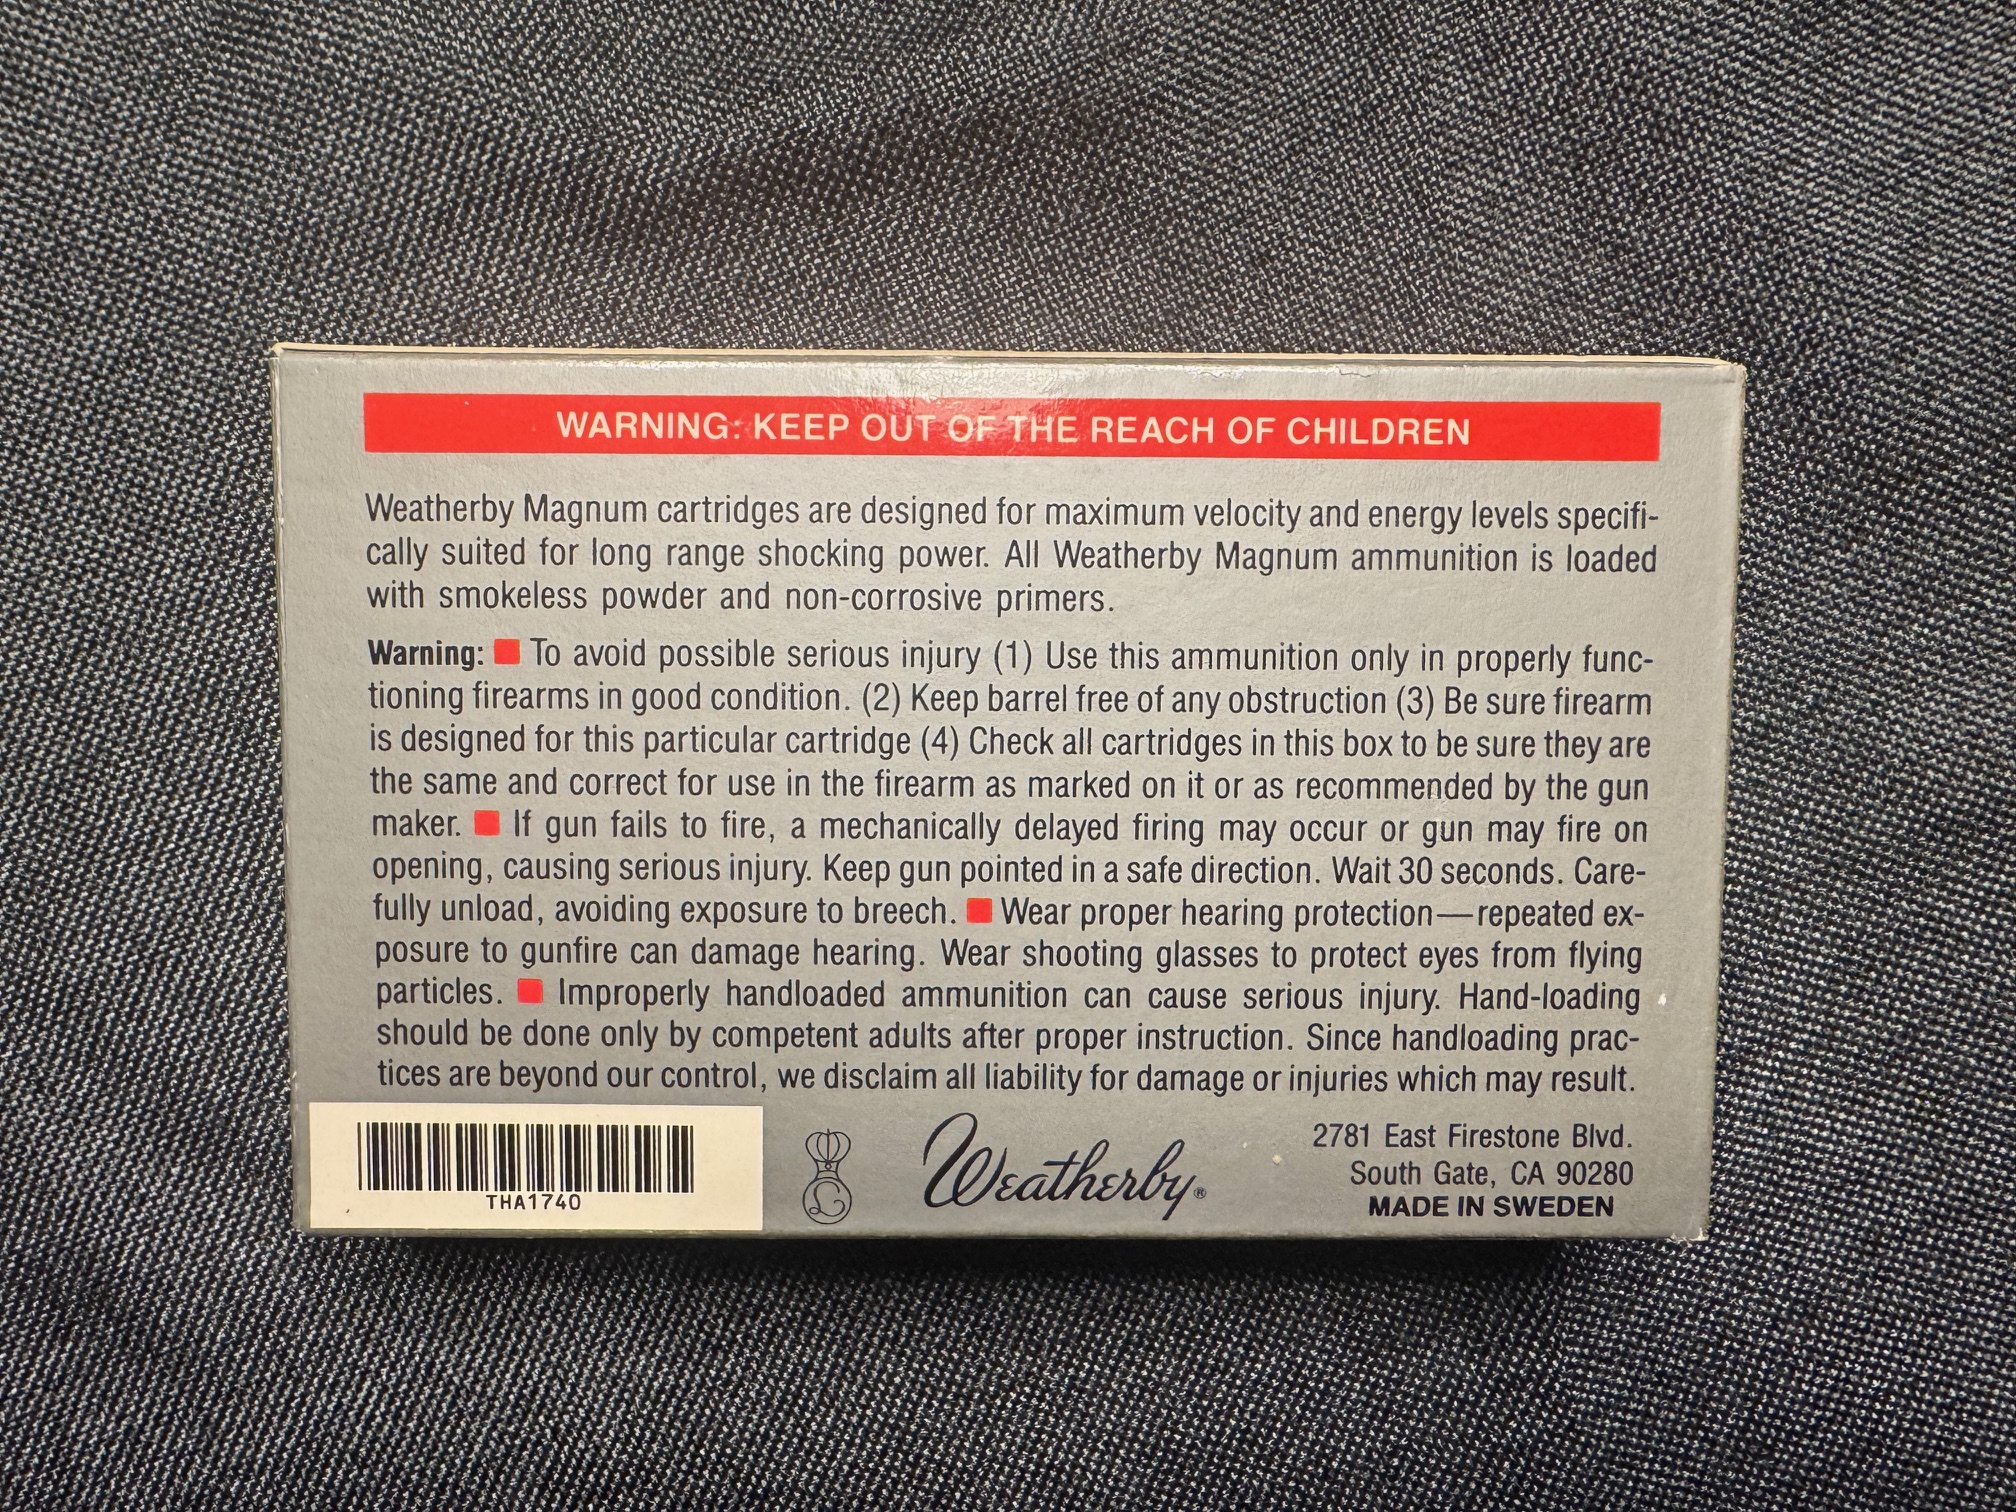 WARNING: KEEP OUT OF THE REACH OF CHILDREN
Weatherby Magnum cartridges are designed for maximum velocity and energy levels specifi-
cally suited for long range shocking power. All Weatherby Magnum ammunition is loaded
with smokeless powder and non-corrosive primers.
Warning: ■ To avoid possible serious injury (1) Use this ammunition only in properly func-
tioning firearms in good condition. (2) Keep barrel free of any obstruction (3) Be sure firearm
is designed for this particular cartridge (4) Check all cartridges in this box to be sure they are
the same and correct for use in the firearm as marked on it or as recommended by the gun
maker. ■ If gun fails to fire, a mechanically delayed firing may occur or gun may fire on
opening, causing serious injury. Keep gun pointed in a safe direction. Wait 30 seconds. Care-
fully unload, avoiding exposure to breech. ■ Wear proper hearing protection—repeated ex-
posure to gunfire can damage hearing. Wear shooting glasses to protect eyes from flying
particles. ■ Improperly handloaded ammunition can cause serious injury. Hand-loading
should be done only by competent adults after proper instruction. Since handloading prac-
tices are beyond our control, we disclaim all liability for damage or injuries which may result.
THA1740
L
Weatherby®
2781 East Firestone Blvd.
South Gate, CA 90280
MADE IN SWEDEN